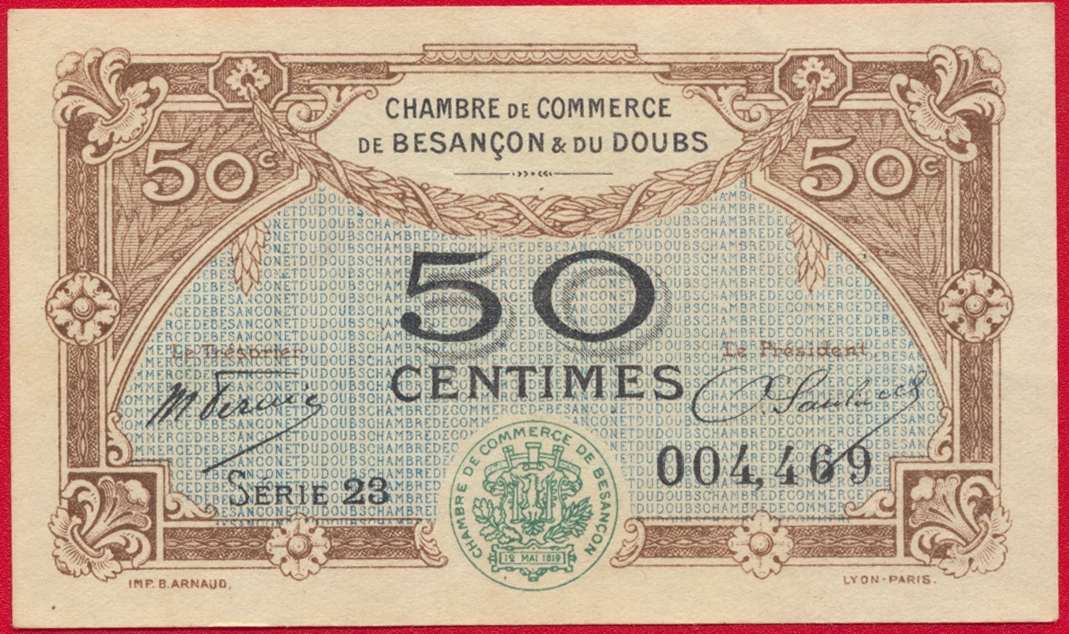 CHAMBRE DE COMMERCE
DE BESANÇON & DU DOUBS
50c 50c
50
CENTIMES
Le Trésorier, Le Président,
004,469
SÉRIE 23
CHAMBRE DE COMMERCE DE BESANÇON
12 MAI 1819
IMP. B. ARNAUD, LYON-PARIS.